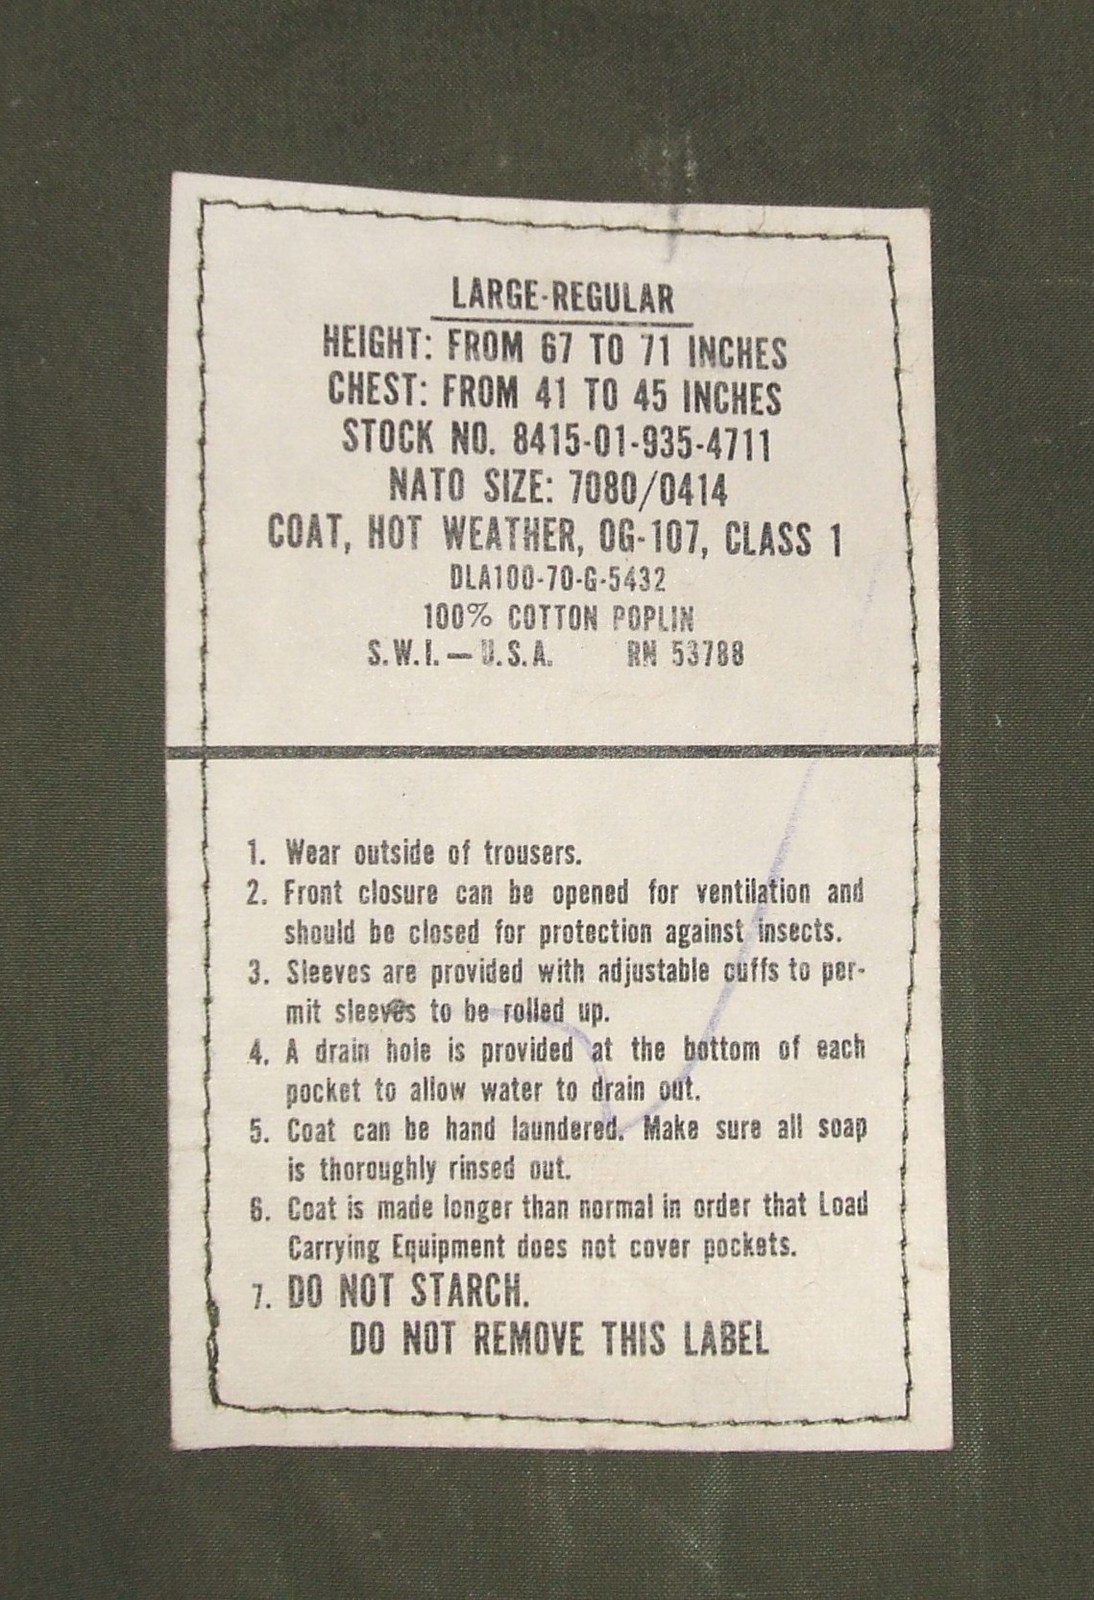 LARGE-REGULAR
HEIGHT: FROM 67 TO 71 INCHES
CHEST: FROM 41 TO 45 INCHES
STOCK NO. 8415-01-935-4711
NATO SIZE: 7080/0414
COAT, HOT WEATHER, OG-107, CLASS 1
DLA100-70-G-5432
100% COTTON POPLIN
S.W.I. — U.S.A. RN 53788
1. Wear outside of trousers.
2. Front closure can be opened for ventilation and
should be closed for protection against insects.
3. Sleeves are provided with adjustable cuffs to per-
mit sleeves to be rolled up.
4. A drain hole is provided at the bottom of each
pocket to allow water to drain out.
5. Coat can be hand laundered. Make sure all soap
is thoroughly rinsed out.
6. Coat is made longer than normal in order that Load
Carrying Equipment does not cover pockets.
7. DO NOT STARCH.
DO NOT REMOVE THIS LABEL